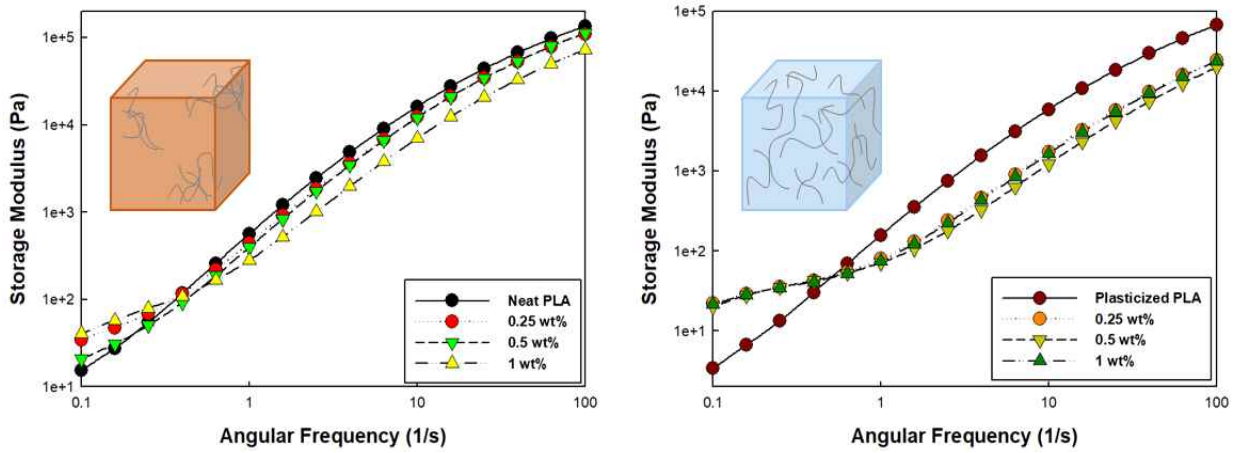 Storage Modulus (Pa)
1e+5
1e+4
1e+3
1e+2
1e+1
0.1
1
10
100
Angular Frequency (1/s)
Neat PLA
0.25 wt%
0.5 wt%
1 wt%
Storage Modulus (Pa)
1e+5
1e+4
1e+3
1e+2
1e+1
0.1
1
10
100
Angular Frequency (1/s)
Plasticized PLA
0.25 wt%
0.5 wt%
1 wt%